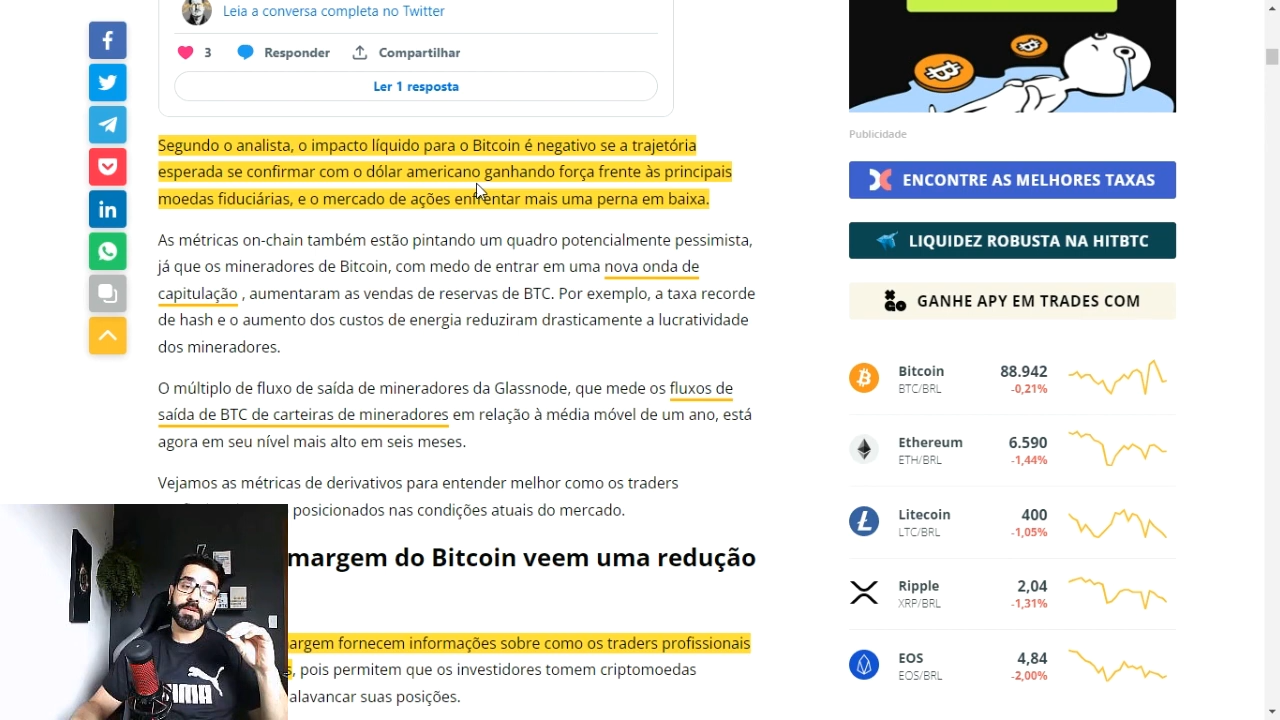 Leia a conversa completa no Twitter
3 Responder Compartilhar
Ler 1 resposta
Segundo o analista, o impacto líquido para o Bitcoin é negativo se a trajetória
esperada se confirmar com o dólar americano ganhando força frente às principais
moedas fiduciárias, e o mercado de ações enfrentar mais uma perna em baixa.
As métricas on-chain também estão pintando um quadro potencialmente pessimista,
já que os mineradores de Bitcoin, com medo de entrar em uma nova onda de
capitulação , aumentaram as vendas de reservas de BTC. Por exemplo, a taxa recorde
de hash e o aumento dos custos de energia reduziram drasticamente a lucratividade
dos mineradores.
O múltiplo de fluxo de saída de mineradores da Glassnode, que mede os fluxos de
saída de BTC de carteiras de mineradores em relação à média móvel de um ano, está
agora em seu nível mais alto em seis meses.
Vejamos as métricas de derivativos para entender melhor como os traders
posicionados nas condições atuais do mercado.
margem do Bitcoin veem uma redução
argem fornecem informações sobre como os traders profissionais
, pois permitem que os investidores tomem criptomoedas
alavancar suas posições.
Publicidade
ENCONTRE AS MELHORES TAXAS
LIQUIDEZ ROBUSTA NA HITBTC
GANHE APY EM TRADES COM
Bitcoin 88.942
BTC/BRL -0,21%
Ethereum 6.590
ETH/BRL -1,44%
Litecoin 400
LTC/BRL -1,05%
Ripple 2,04
XRP/BRL -1,31%
EOS 4,84
EOS/BRL -2,00%
PUMA